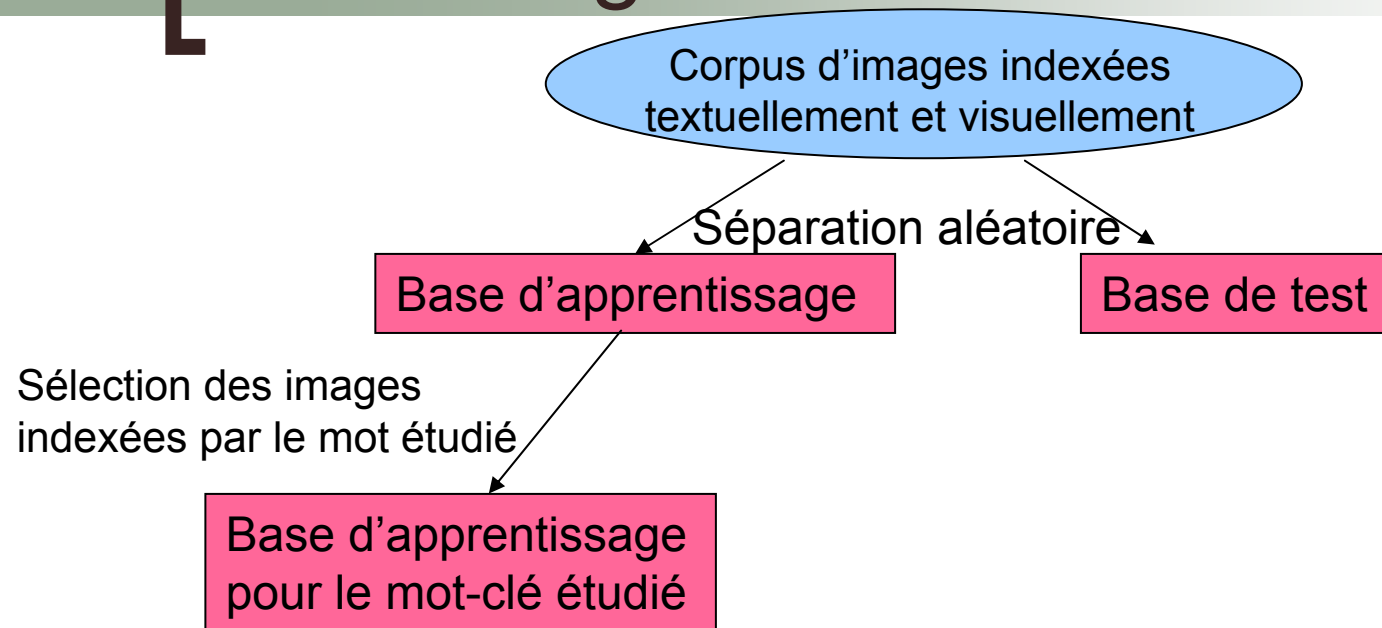 Corpus d’images indexées
textuellement et visuellement
Séparation aléatoire
Base d’apprentissage
Base de test
Sélection des images
indexées par le mot étudié
Base d’apprentissage
pour le mot-clé étudié